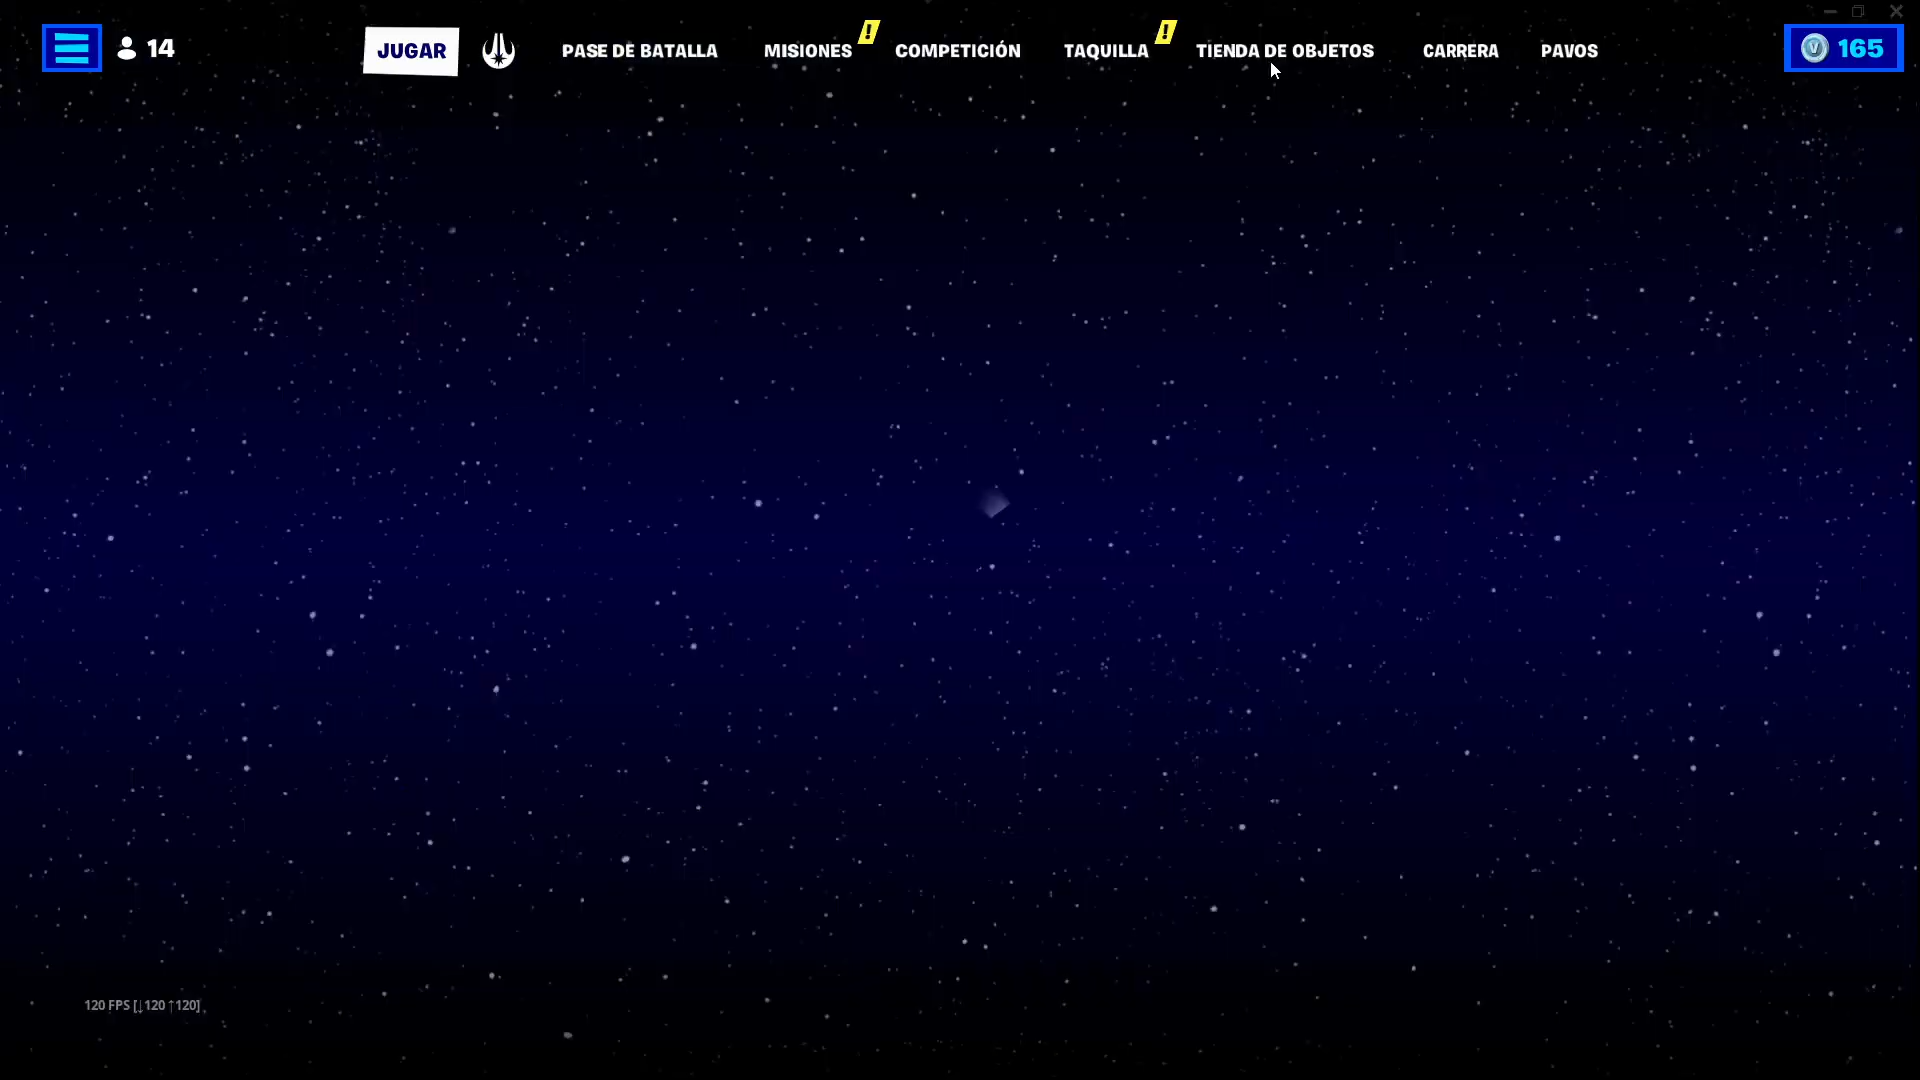 14
JUGAR
PASE DE BATALLA
MISIONES
!
COMPETICIÓN
TAQUILLA
!
TIENDA DE OBJETOS
CARRERA
PAVOS
V
165
120 FPS [↓120 ↑120]